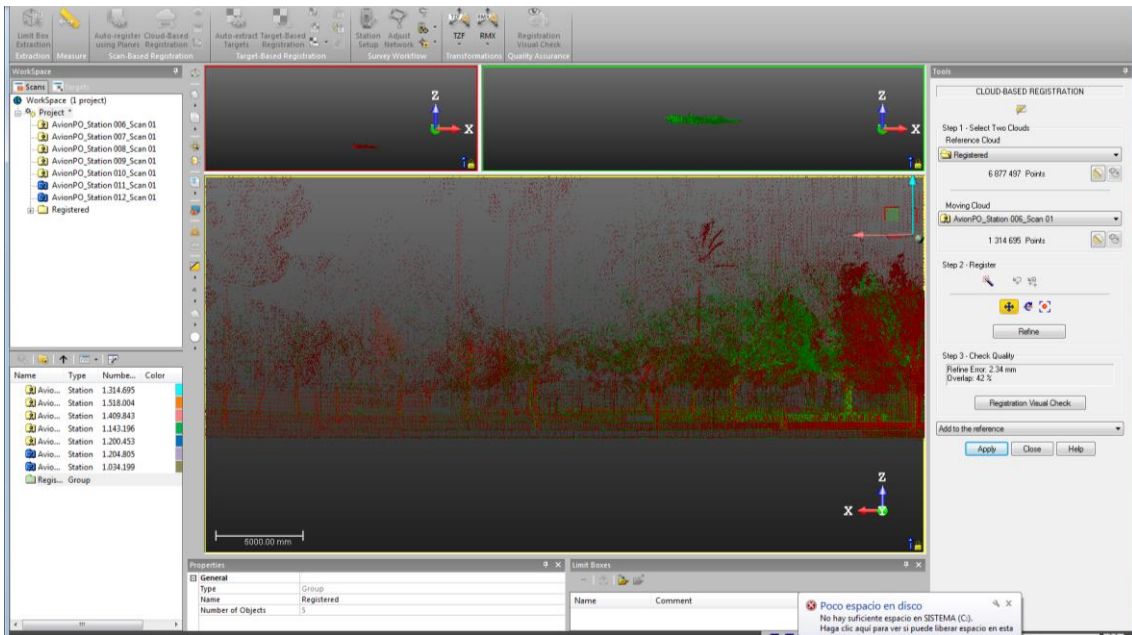 Limit Box Extraction
Auto-register using Planes
Cloud-Based Registration
Auto-extract Targets
Target-Based Registration
Station Setup
Adjust Network
TZF
RMX
Registration Visual Check
Extraction
Measure
Scan-Based Registration
Target-Based Registration
Survey Workflow
Transformations
Quality Assurance
WorkSpace
Scans
Targets
WorkSpace (1 project)
Project *
AvionPO_Station 006_Scan 01
AvionPO_Station 007_Scan 01
AvionPO_Station 008_Scan 01
AvionPO_Station 009_Scan 01
AvionPO_Station 010_Scan 01
AvionPO_Station 011_Scan 01
AvionPO_Station 012_Scan 01
Registered
Name Type Numbe... Color
Avio... Station 1.314.695
Avio... Station 1.518.004
Avio... Station 1.409.843
Avio... Station 1.143.196
Avio... Station 1.200.453
Avio... Station 1.204.805
Avio... Station 1.034.199
Regis... Group
Z
X
Z
X
Z
X
5000.00 mm
Properties
General
Type Group
Name Registered
Number of Objects 5
Limit Boxes
Name Comment
Tools
CLOUD-BASED REGISTRATION
Step 1 - Select Two Clouds
Reference Cloud
Registered
6 877 497 Points
Moving Cloud
AvionPO_Station 006_Scan 01
1 314 695 Points
Step 2 - Register
Refine
Step 3 - Check Quality
Refine Error: 2.34 mm
Overlap: 42 %
Registration Visual Check
Add to the reference
Apply
Close
Help
Poco espacio en disco
No hay suficiente espacio en SISTEMA (C:).
Haga clic aquí para ver si puede liberar espacio en esta